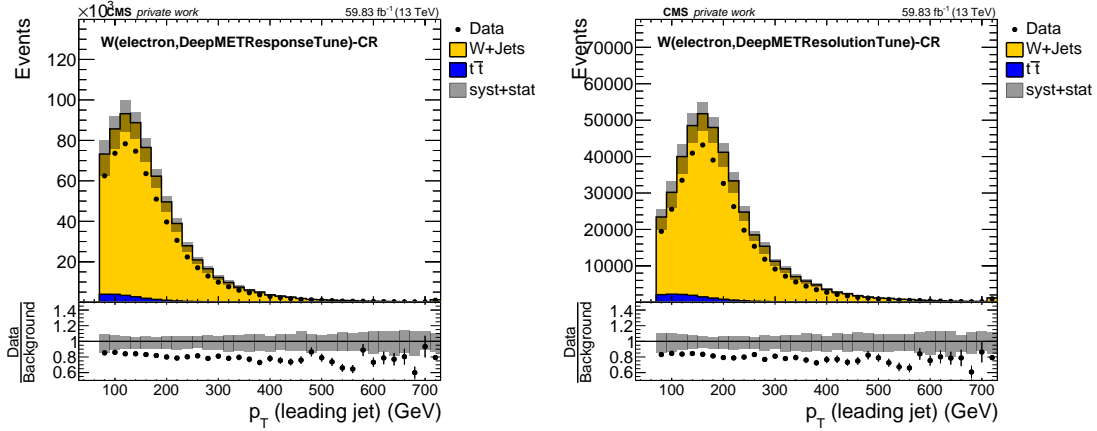 ×10³ CMS private work 59.83 fb⁻¹ (13 TeV)
W(electron,DeepMETResponseTune)-CR
Events
120
100
80
60
40
20
Data
W+Jets
tt̅
syst+stat
Data
Background
1.4
1.2
1
0.8
0.6
100 200 300 400 500 600 700
p_T (leading jet) (GeV)
CMS private work 59.83 fb⁻¹ (13 TeV)
W(electron,DeepMETResolutionTune)-CR
Events
70000
60000
50000
40000
30000
20000
10000
Data
W+Jets
tt̅
syst+stat
Data
Background
1.4
1.2
1
0.8
0.6
100 200 300 400 500 600 700
p_T (leading jet) (GeV)